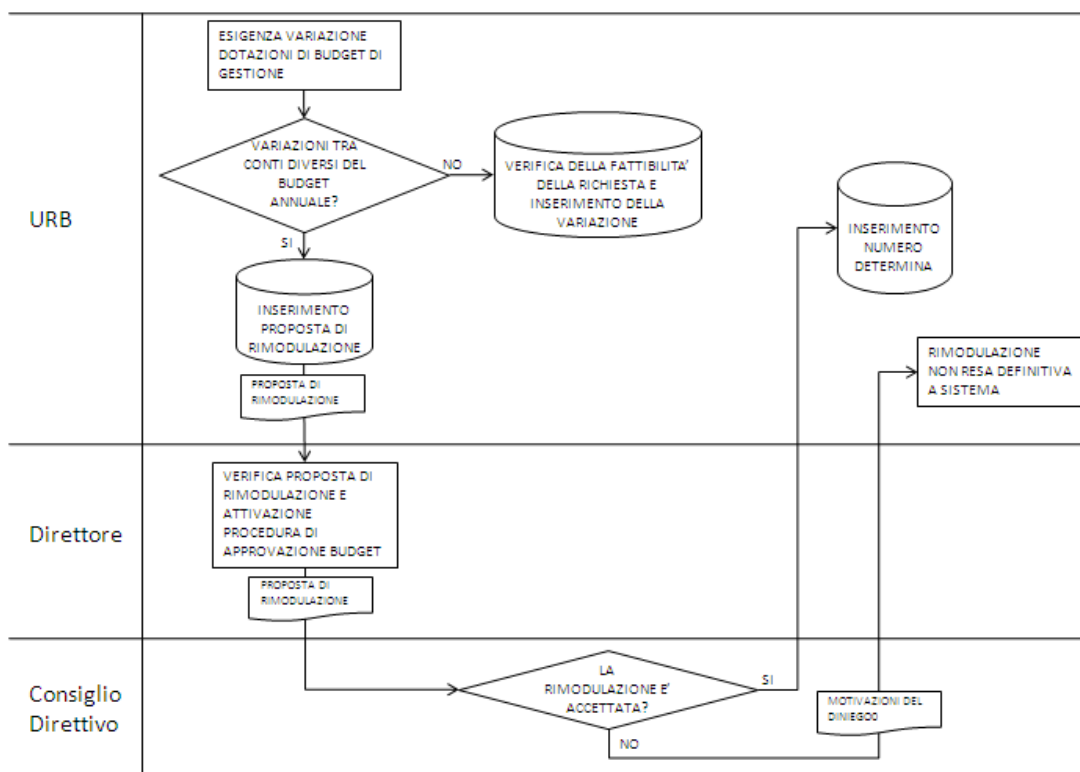 URB
ESIGENZA VARIAZIONE
DOTAZIONI DI BUDGET DI
GESTIONE
VARIAZIONI TRA
CONTI DIVERSI DEL
BUDGET
ANNUALE?
NO
VERIFICA DELLA FATTIBILITA'
DELLA RICHIESTA E
INSERIMENTO DELLA
VARIAZIONE
SI
INSERIMENTO
PROPOSTA DI
RIMODULAZIONE
PROPOSTA DI
RIMODULAZIONE
INSERIMENTO
NUMERO
DETERMINA
RIMODULAZIONE
NON RESA DEFINITIVA
A SISTEMA
Direttore
VERIFICA PROPOSTA DI
RIMODULAZIONE E
ATTIVAZIONE
PROCEDURA DI
APPROVAZIONE BUDGET
PROPOSTA DI
RIMODULAZIONE
Consiglio
Direttivo
LA
RIMODULAZIONE E'
ACCETTATA?
SI
NO
MOTIVAZIONI DEL
DINIEGO0